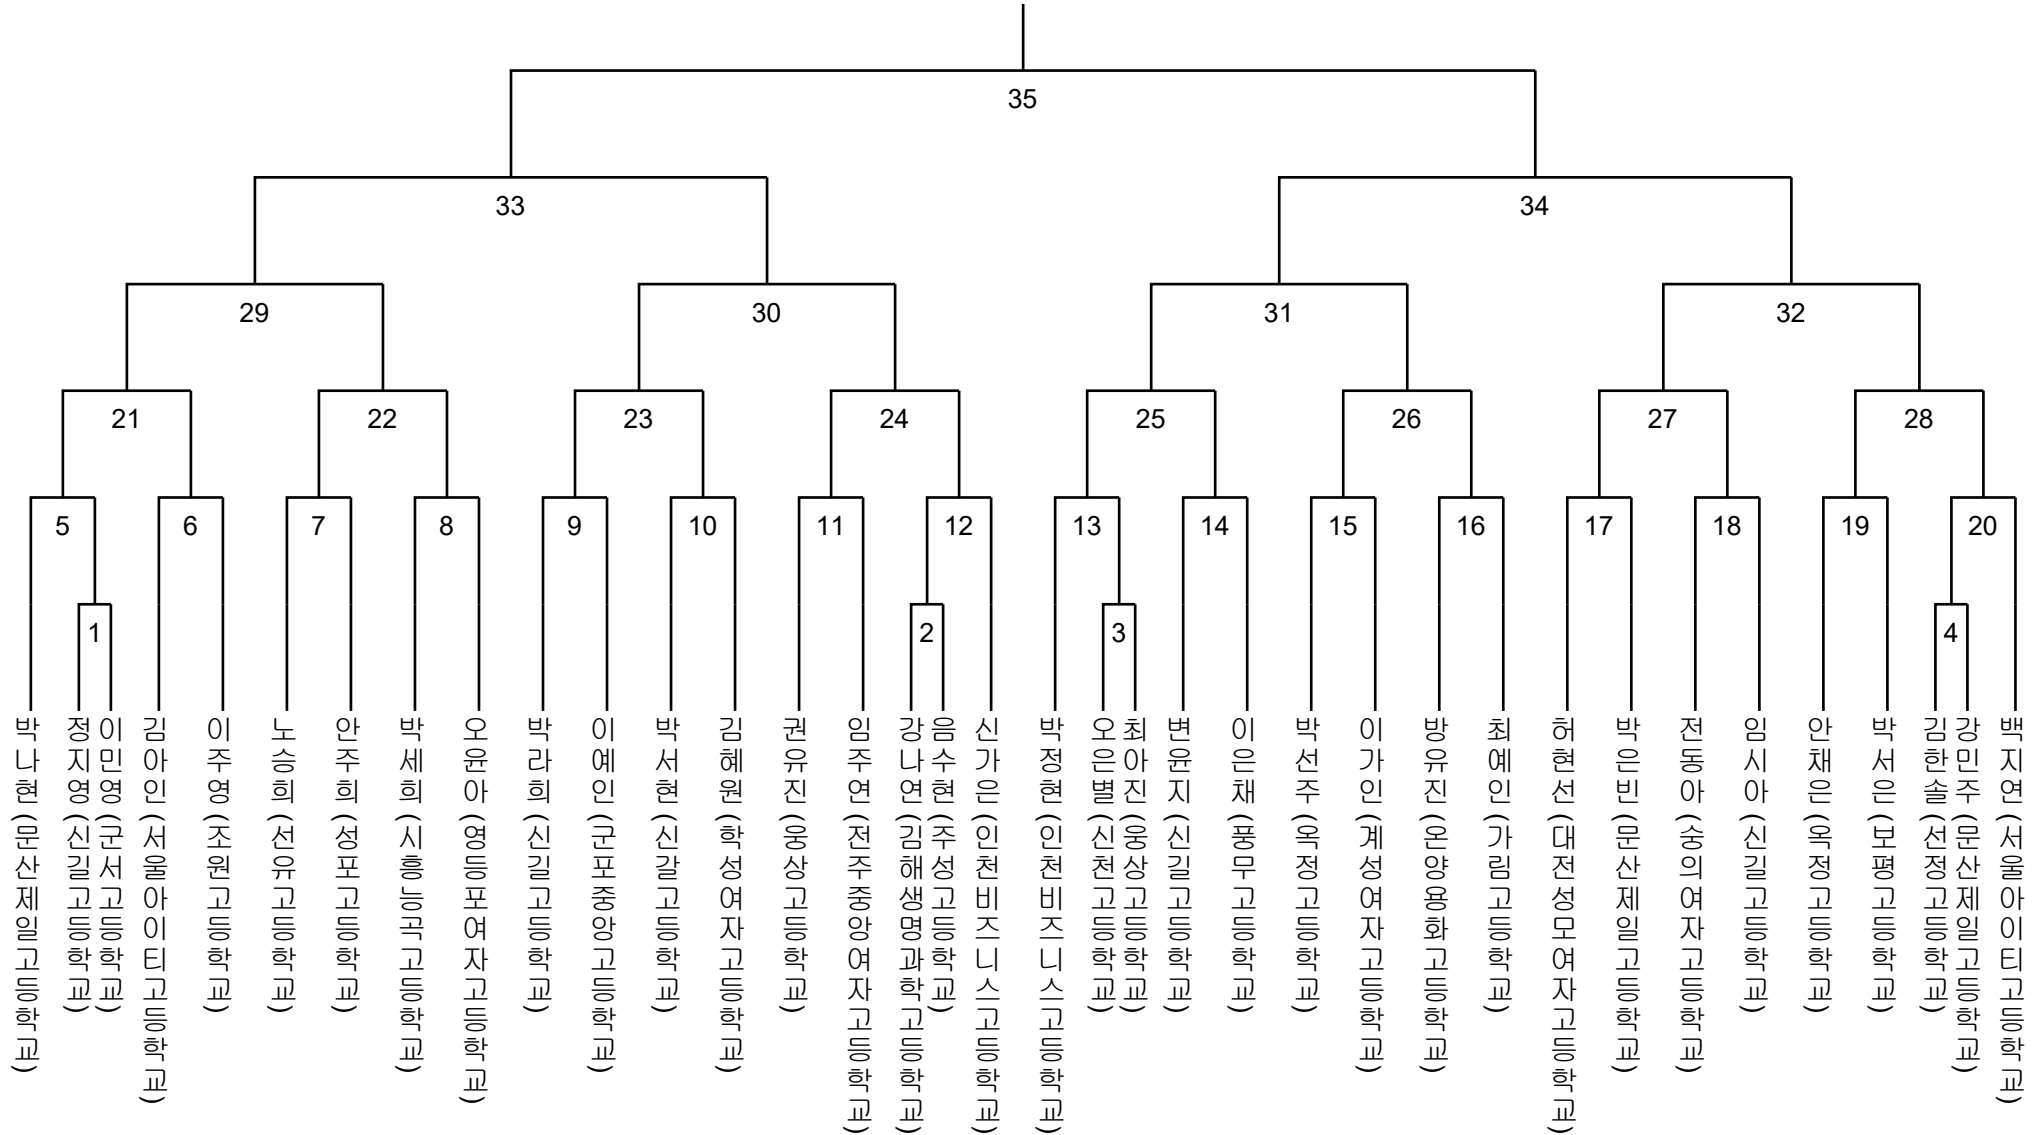 35
33
34
29
30
31
32
21
22
23
24
25
26
27
28
5
6
7
8
9
10
11
12
13
14
15
16
17
18
19
20
1
2
3
4
박나현(문산제일고등학교)
정지영(신길고등학교)
이민영(군서고등학교)
김아인(서울아이티고등학교)
이주영(조원고등학교)
노승희(선유고등학교)
안주희(성포고등학교)
박세희(시흥능곡고등학교)
오윤아(영등포여자고등학교)
박라희(신길고등학교)
이예인(군포중앙고등학교)
박서현(신갈고등학교)
김혜원(학성여자고등학교)
권유진(웅상고등학교)
임주연(전주중앙여자고등학교)
강나연(김해생명과학고등학교)
음수현(주성고등학교)
신가은(인천비즈니스고등학교)
박정현(인천비즈니스고등학교)
오은별(신천고등학교)
최아진(웅상고등학교)
변윤지(신길고등학교)
이은채(풍무고등학교)
박선주(옥정고등학교)
이가인(계성여자고등학교)
방유진(온양용화고등학교)
최예인(가림고등학교)
허현선(대전성모여자고등학교)
박은빈(문산제일고등학교)
전동아(숭의여자고등학교)
임시아(신길고등학교)
안채은(옥정고등학교)
박서은(보평고등학교)
김한솔(선정고등학교)
강민주(문산제일고등학교)
백지연(서울아이티고등학교)